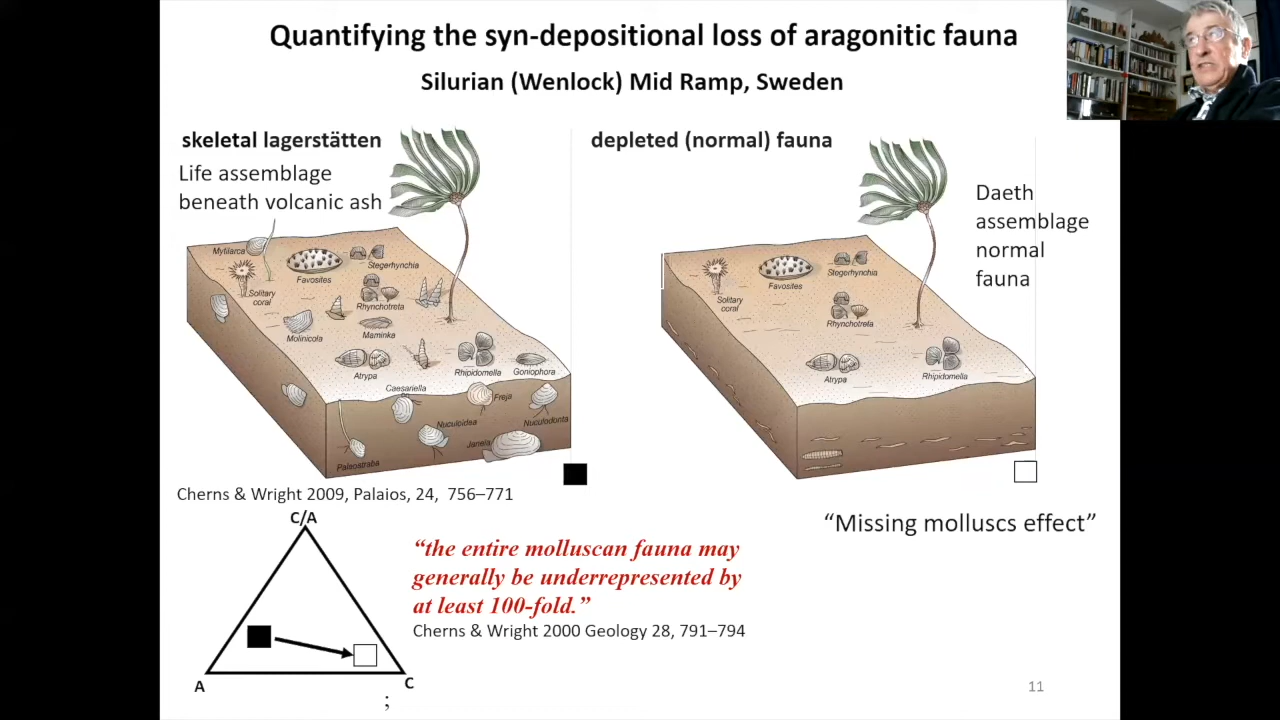 Quantifying the syn-depositional loss of aragonitic fauna
Silurian (Wenlock) Mid Ramp, Sweden
skeletal lagerstätten
Life assemblage
beneath volcanic ash
Mytilarca
Solitary
coral
Favosites
Stegerhynchia
Rhynchotreta
Molinicola
Maminka
Atrypa
Rhipidomella
Goniophora
Caesariella
Freja
Nuculoidea
Nuculodonta
Janeia
Palaostraba
Cherns & Wright 2009, Palaios, 24, 756–771
depleted (normal) fauna
Daeth
assemblage
normal
fauna
Solitary
coral
Favosites
Stegorhynchia
Rhynchotreta
Atrypa
Rhipidomella
“Missing molluscs effect”
C/A
A
C
;
“the entire molluscan fauna may
generally be underrepresented by
at least 100-fold.”
Cherns & Wright 2000 Geology 28, 791–794
11